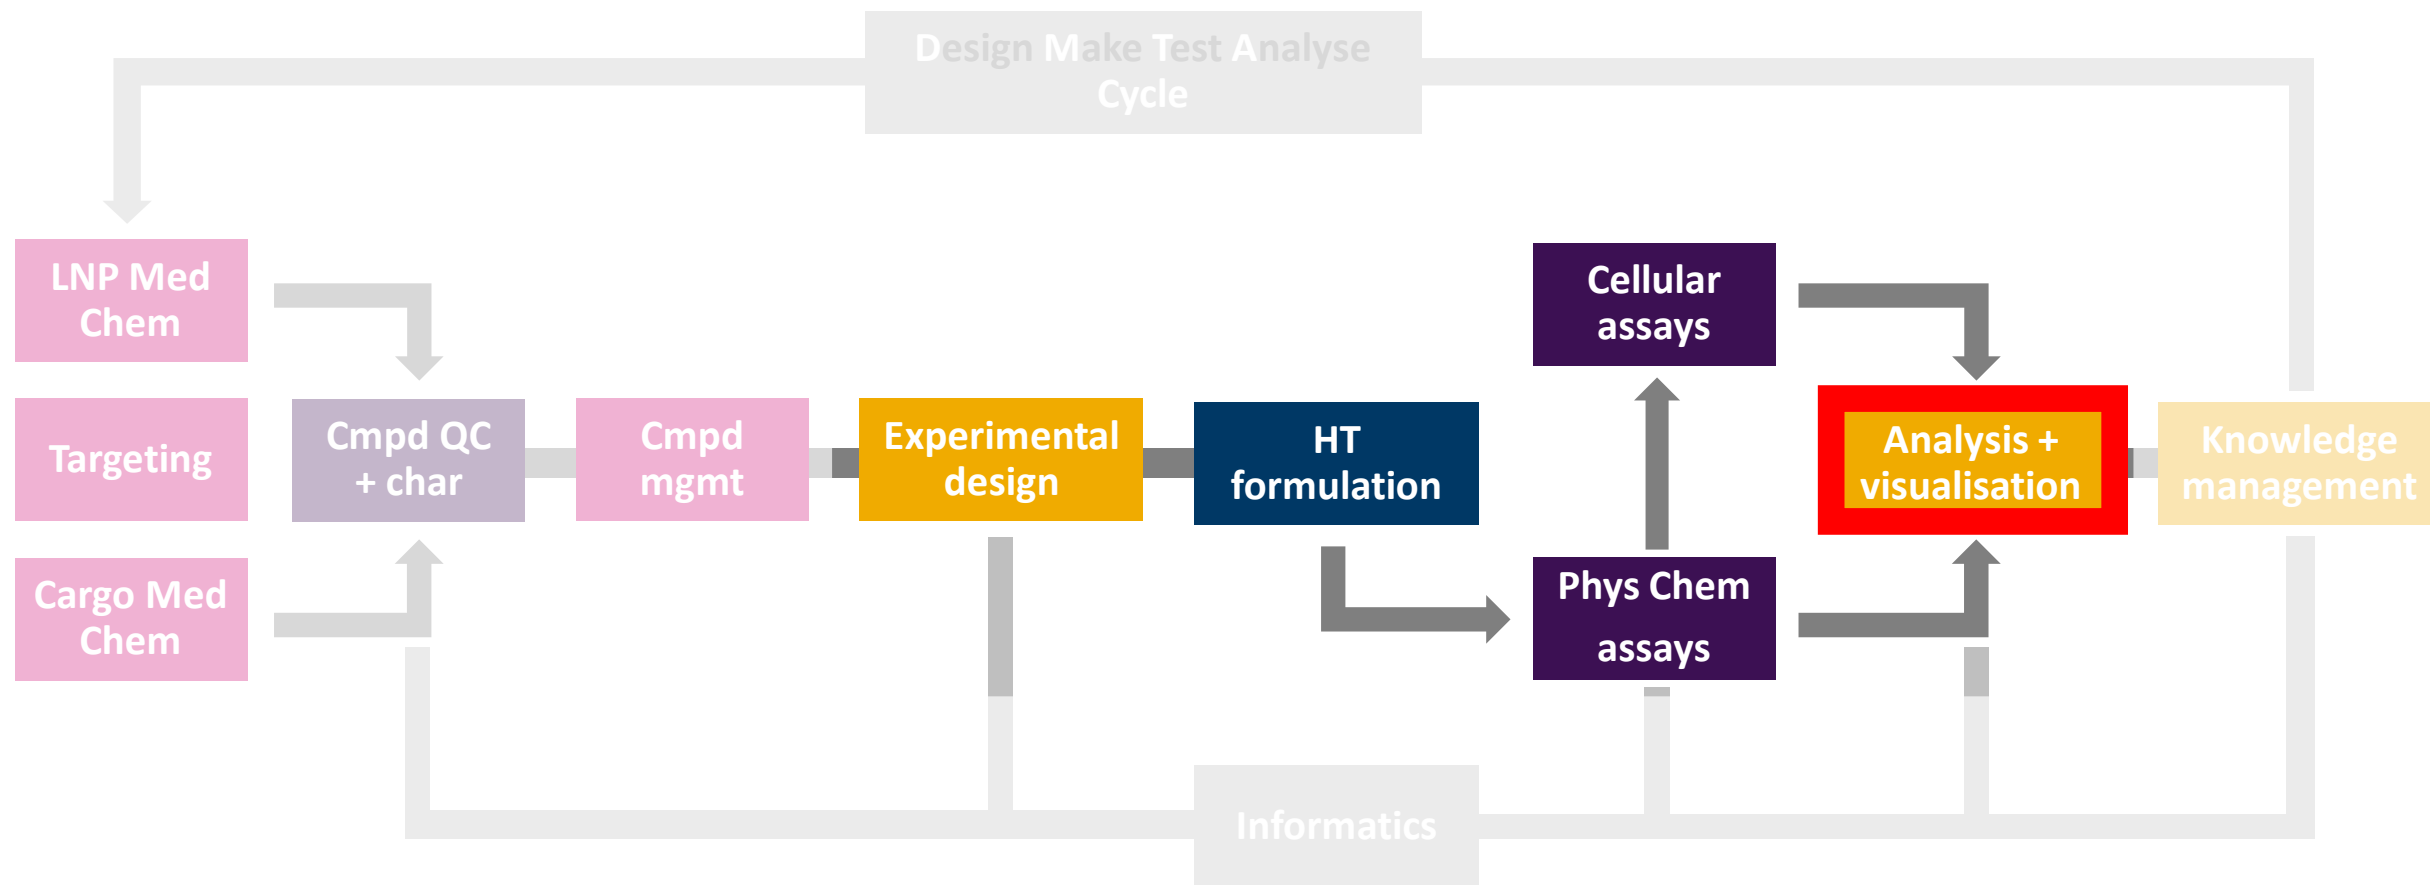 Design Make Test Analyse
Cycle
LNP Med
Chem
Targeting
Cargo Med
Chem
Cmpd QC
+ char
Cmpd
mgmt
Experimental
design
HT
formulation
Cellular
assays
Phys Chem
assays
Analysis +
visualisation
Knowledge
management
Informatics